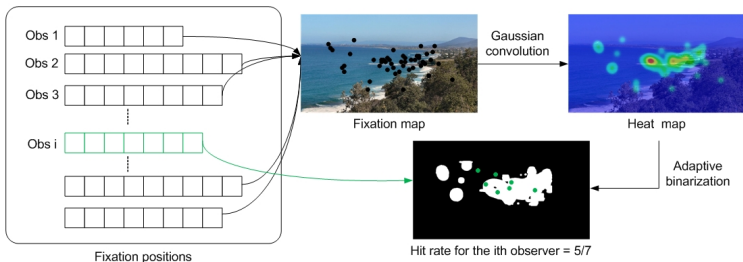 Obs 1
Obs 2
Obs 3
Obs i
Fixation positions
Fixation map
Gaussian
convolution
Heat map
Adaptive
binarization
Hit rate for the ith observer = 5/7